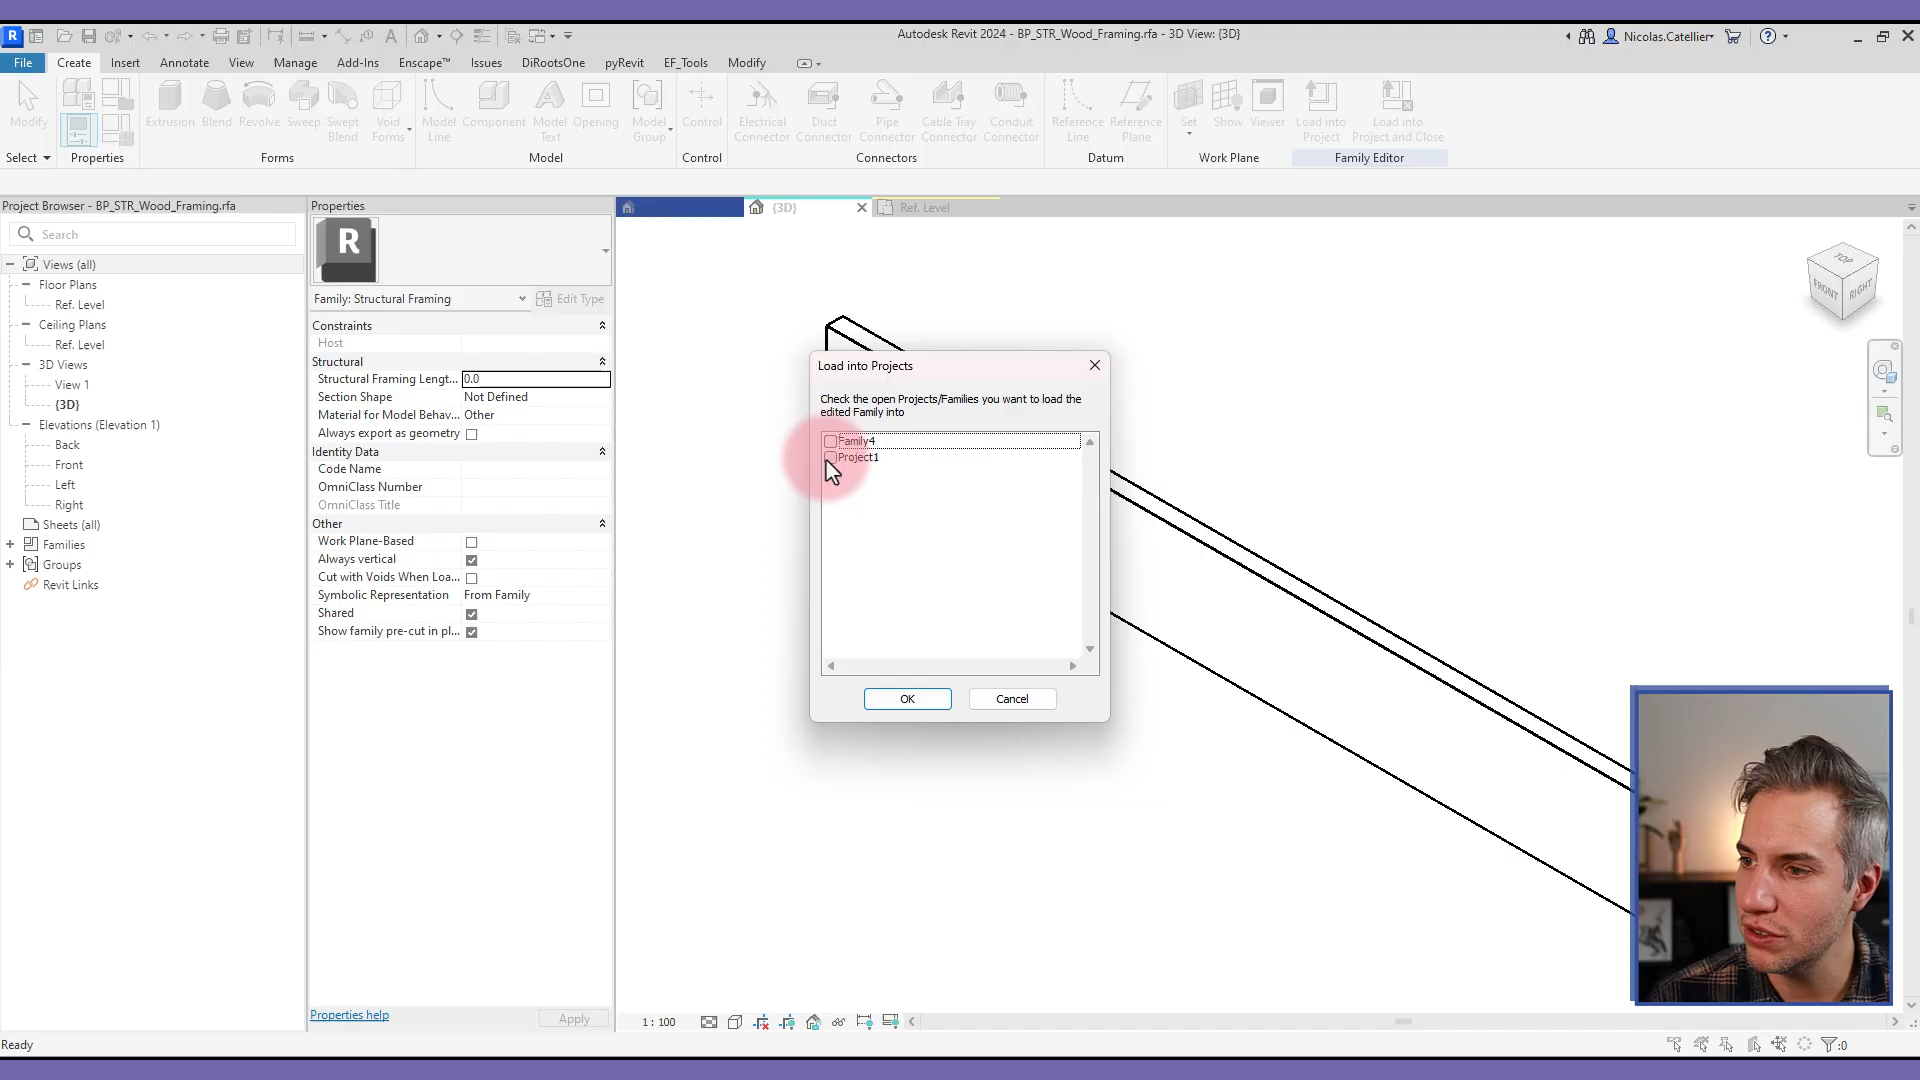 R
Autodesk Revit 2024 - BP_STR_Wood_Framing.rfa - 3D View: {3D}
Nicolas.Catellier
File Create Insert Annotate View Manage Add-Ins Enscape™ Issues DiRootsOne pyRevit EF_Tools Modify
Modify
Extrusion Blend Revolve Sweep Swept Blend Void Forms
Model Line Component Model Text Opening Model Group
Control
Electrical Connector Duct Connector Pipe Connector Cable Tray Connector Conduit Connector
Reference Line Reference Plane
Set Show Viewer
Load into Project Load into Project and Close
Select Properties Forms Model Control Connectors Datum Work Plane Family Editor
Project Browser - BP_STR_Wood_Framing.rfa
Search
Views (all)
Floor Plans
Ref. Level
Ceiling Plans
Ref. Level
3D Views
View 1
{3D}
Elevations (Elevation 1)
Back
Front
Left
Right
Sheets (all)
Families
Groups
Revit Links
Properties
R
Family: Structural Framing
Edit Type
Constraints
Host
Structural
Structural Framing Lengt... 0.0
Section Shape Not Defined
Material for Model Behav... Other
Always export as geometry
Identity Data
Code Name
OmniClass Number
OmniClass Title
Other
Work Plane-Based
Always vertical
Cut with Voids When Loa...
Symbolic Representation From Family
Shared
Show family pre-cut in pl...
Properties help
Apply
{3D}
Ref. Level
TOP
FRONT
RIGHT
Load into Projects
Check the open Projects/Families you want to load the
edited Family into
Family4
Project1
OK
Cancel
1 : 100
Ready
:0